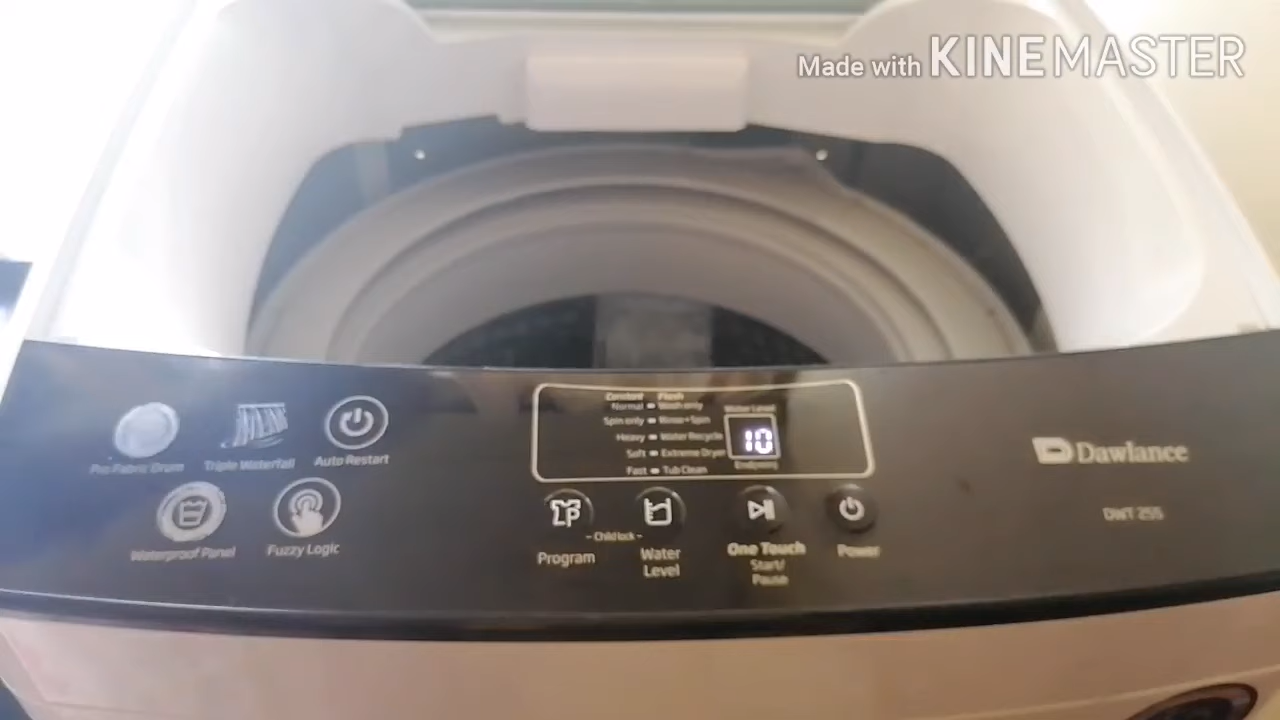 Made with KINEMASTER
Pro Fabric Drum
Triple Waterfall
Auto Restart
Waterproof Panel
Fuzzy Logic
Constant Flash
Normal Wash only
Spin only Rinse+Spin
Heavy Water Recycle
Soft Extreme Dryer
Fast Tub Clean
Water Level
10
Program
- Child lock -
Water
Level
One Touch
Start/
Pause
Power
Dawlance
DWT 255